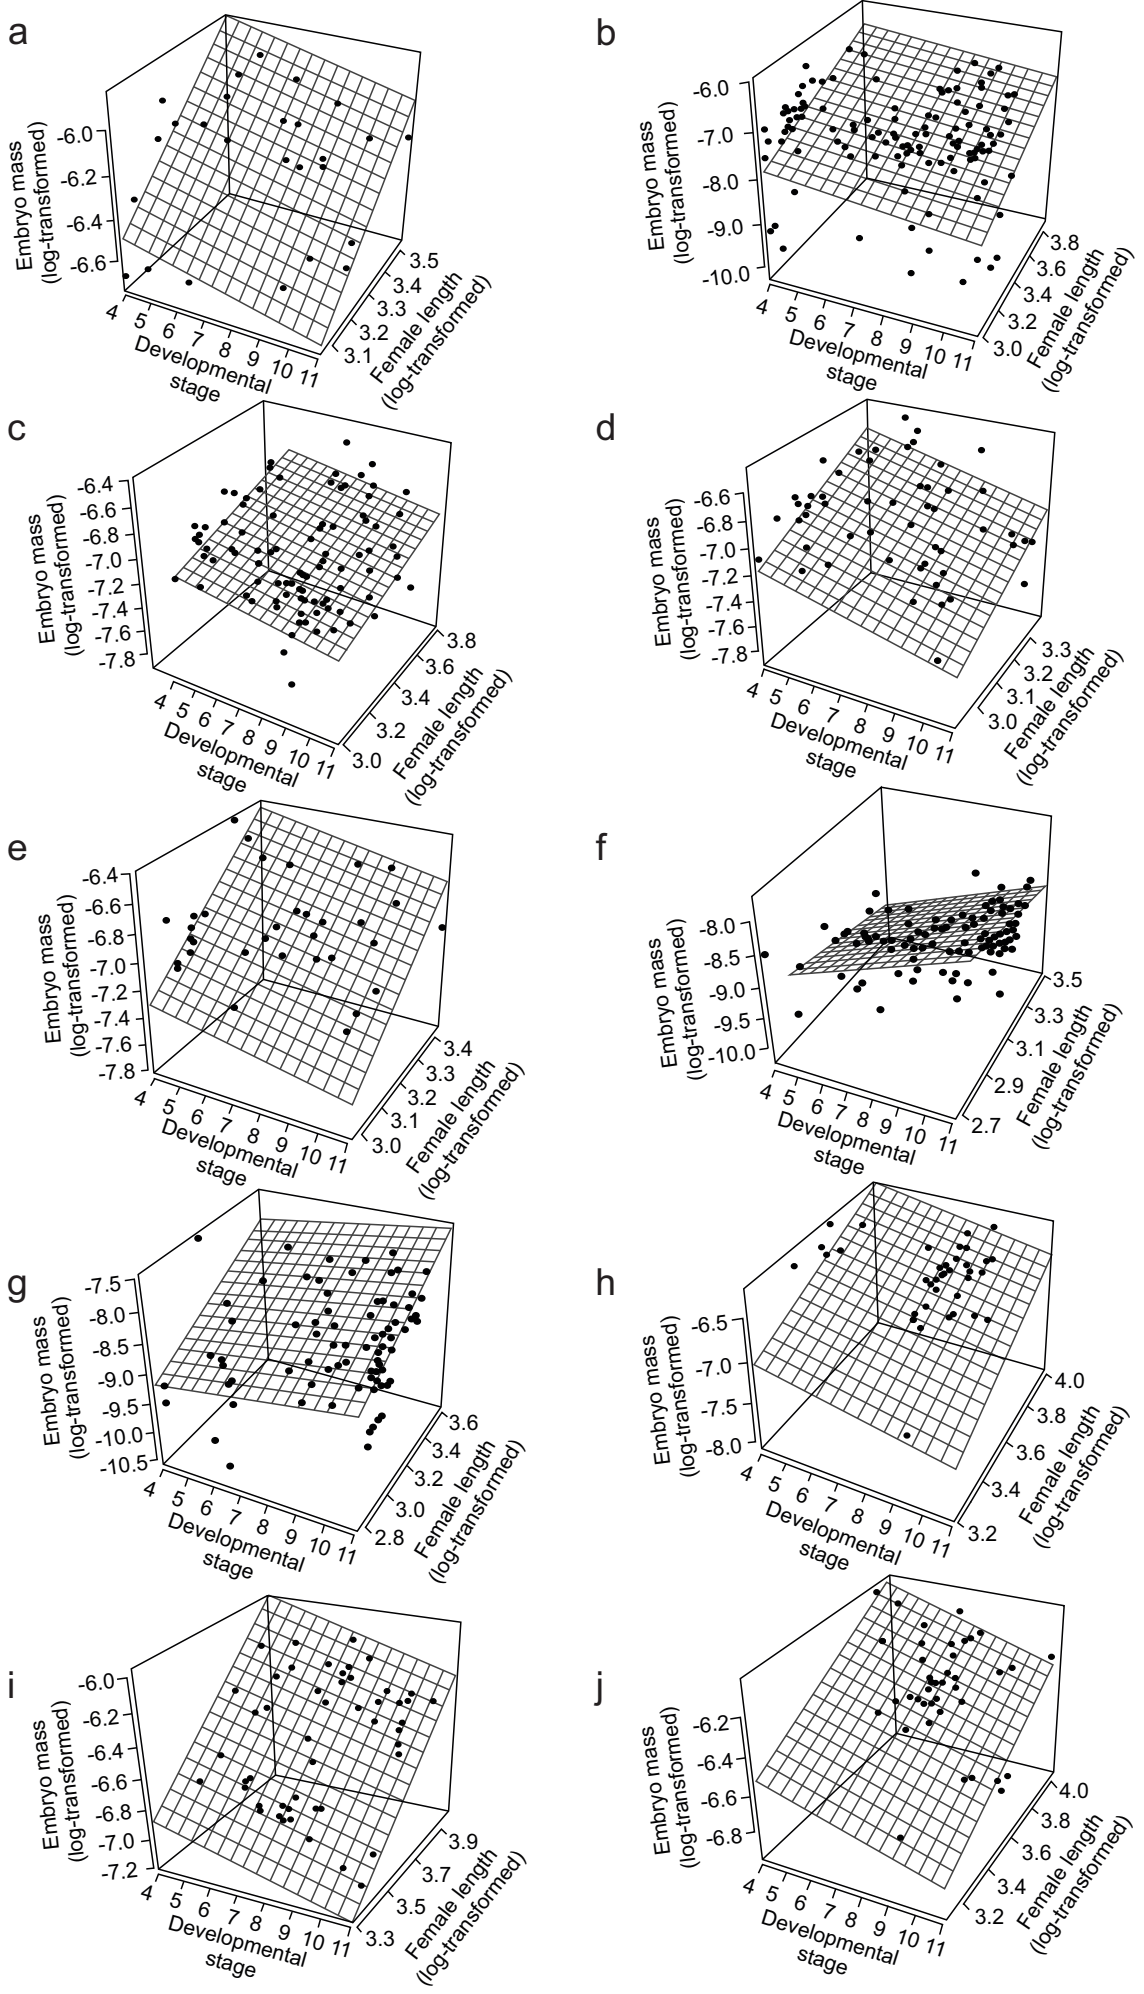 a
Embryo mass
(log-transformed)
-6.0
-6.2
-6.4
-6.6
4 5 6 7 8 9 10 11
Developmental
stage
3.1 3.2 3.3 3.4 3.5
Female length
(log-transformed)
b
Embryo mass
(log-transformed)
-6.0
-7.0
-8.0
-9.0
-10.0
4 5 6 7 8 9 10 11
Developmental
stage
3.0 3.2 3.4 3.6 3.8
Female length
(log-transformed)
c
Embryo mass
(log-transformed)
-6.4
-6.6
-6.8
-7.0
-7.2
-7.4
-7.6
-7.8
4 5 6 7 8 9 10 11
Developmental
stage
3.0 3.2 3.4 3.6 3.8
Female length
(log-transformed)
d
Embryo mass
(log-transformed)
-6.6
-6.8
-7.0
-7.2
-7.4
-7.6
-7.8
4 5 6 7 8 9 10 11
Developmental
stage
3.0 3.1 3.2 3.3
Female length
(log-transformed)
e
Embryo mass
(log-transformed)
-6.4
-6.6
-6.8
-7.0
-7.2
-7.4
-7.6
-7.8
4 5 6 7 8 9 10 11
Developmental
stage
3.0 3.1 3.2 3.3 3.4
Female length
(log-transformed)
f
Embryo mass
(log-transformed)
-8.0
-8.5
-9.0
-9.5
-10.0
4 5 6 7 8 9 10 11
Developmental
stage
2.7 2.9 3.1 3.3 3.5
Female length
(log-transformed)
g
Embryo mass
(log-transformed)
-7.5
-8.0
-8.5
-9.0
-9.5
-10.0
-10.5
4 5 6 7 8 9 10 11
Developmental
stage
2.8 3.0 3.2 3.4 3.6
Female length
(log-transformed)
h
Embryo mass
(log-transformed)
-6.5
-7.0
-7.5
-8.0
4 5 6 7 8 9 10 11
Developmental
stage
3.2 3.4 3.6 3.8 4.0
Female length
(log-transformed)
i
Embryo mass
(log-transformed)
-6.0
-6.2
-6.4
-6.6
-6.8
-7.0
-7.2
4 5 6 7 8 9 10 11
Developmental
stage
3.3 3.5 3.7 3.9
Female length
(log-transformed)
j
Embryo mass
(log-transformed)
-6.2
-6.4
-6.6
-6.8
4 5 6 7 8 9 10 11
Developmental
stage
3.2 3.4 3.6 3.8 4.0
Female length
(log-transformed)